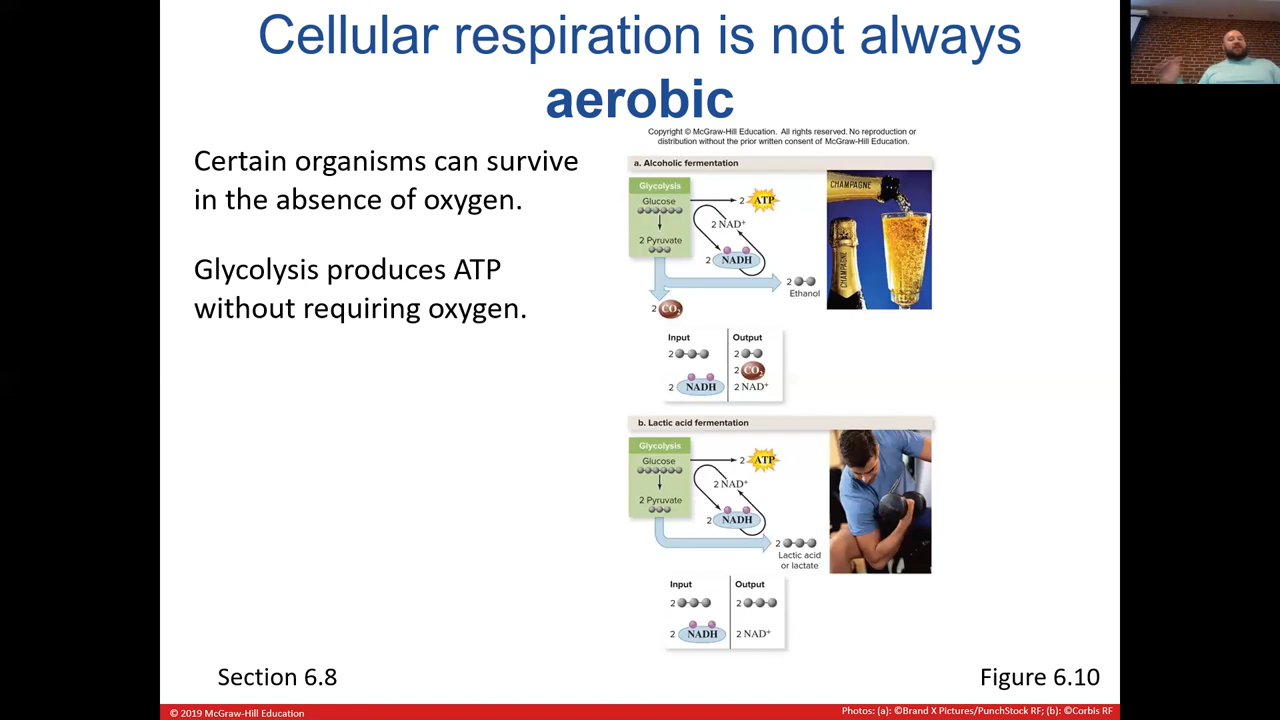 Cellular respiration is not always
aerobic
Certain organisms can survive
in the absence of oxygen.
Glycolysis produces ATP
without requiring oxygen.
Copyright © McGraw-Hill Education. All rights reserved. No reproduction or
distribution without the prior written consent of McGraw-Hill Education.
a. Alcoholic fermentation
Glycolysis
Glucose
2 ATP
2 NAD⁺
2 Pyruvate
2 NADH
2
Ethanol
2 CO₂
CHAMPAGNE
CHAMPAGNE
Input Output
2 2
2 CO₂
2 NADH 2 NAD⁺
b. Lactic acid fermentation
Glycolysis
Glucose
2 ATP
2 NAD⁺
2 Pyruvate
2 NADH
2
Lactic acid
or lactate
Input Output
2 2
2 NADH 2 NAD⁺
Section 6.8
Figure 6.10
© 2019 McGraw-Hill Education
Photos: (a): ©Brand X Pictures/PunchStock RF; (b): ©Corbis RF